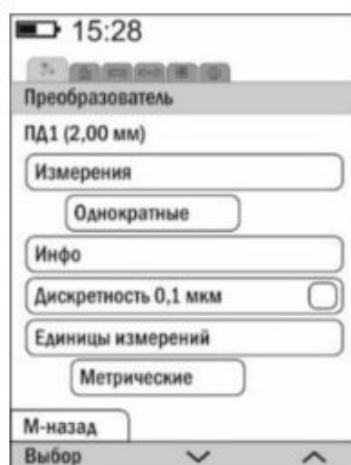 15:28
Преобразователь
ПД1 (2,00 мм)
Измерения
Однократные
Инфо
Дискретность 0,1 мкм
Единицы измерений
Метрические
М-назад
Выбор